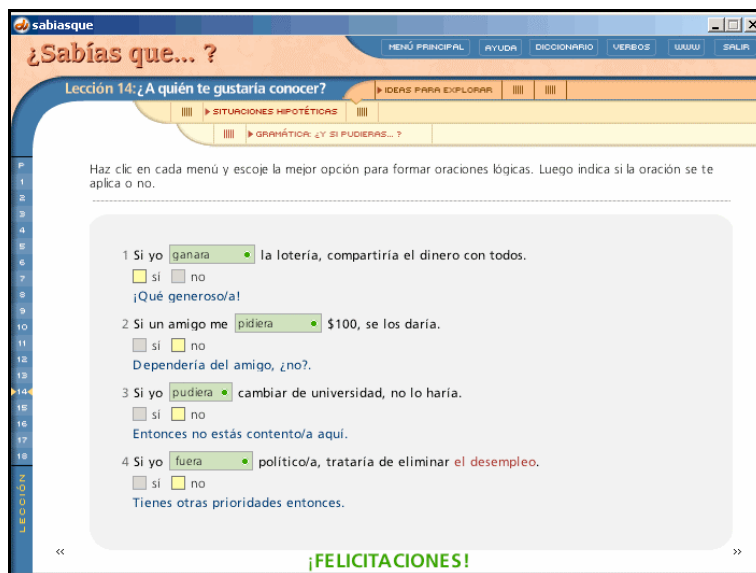 sabiasque
¿Sabías que... ?
MENÚ PRINCIPAL AYUDA DICCIONARIO VERBOS WWW SALIR
Lección 14: ¿A quién te gustaría conocer?
IDEAS PARA EXPLORAR
SITUACIONES HIPOTÉTICAS
GRAMÁTICA: ¿Y SI PUDIERAS... ?
Haz clic en cada menú y escoje la mejor opción para formar oraciones lógicas. Luego indica si la oración se te
aplica o no.
P
1
2
3
4
5
6
7
8
9
10
11
12
13
14
15
16
17
18
LECCIÓN
1 Si yo ganara la lotería, compartiría el dinero con todos.
si no
¡Qué generoso/a!
2 Si un amigo me pidiera $100, se los daría.
si no
Dependería del amigo, ¿no?.
3 Si yo pudiera cambiar de universidad, no lo haría.
si no
Entonces no estás contento/a aquí.
4 Si yo fuera político/a, trataría de eliminar el desempleo.
si no
Tienes otras prioridades entonces.
« »
¡FELICITACIONES!